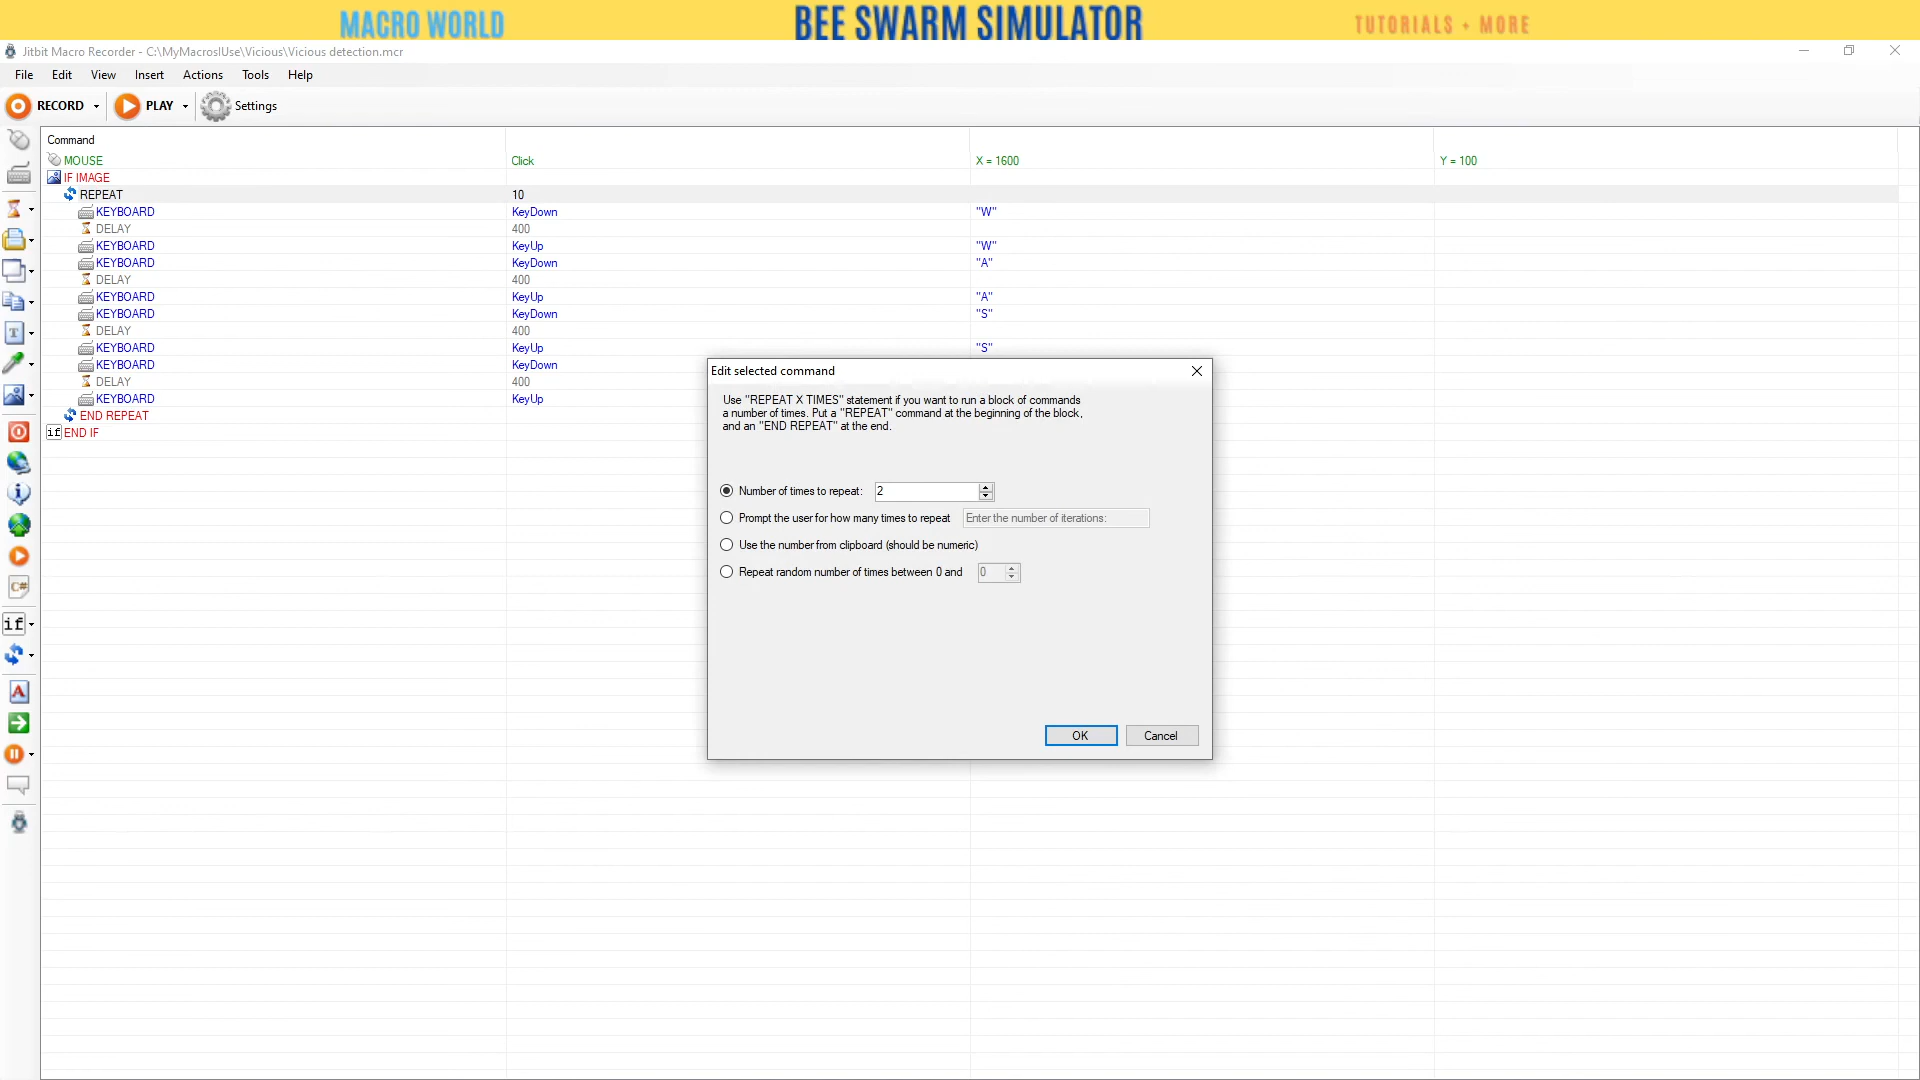 MACRO WORLD BEE SWARM SIMULATOR TUTORIALS + MORE
Jitbit Macro Recorder - C:\MyMacrosIUse\Vicious\Vicious detection.mcr
File Edit View Insert Actions Tools Help
RECORD PLAY Settings
Command
MOUSE Click X = 1600 Y = 100
IF IMAGE
REPEAT 10
KEYBOARD KeyDown "W"
DELAY 400
KEYBOARD KeyUp "W"
KEYBOARD KeyDown "A"
DELAY 400
KEYBOARD KeyUp "A"
KEYBOARD KeyDown "S"
DELAY 400
KEYBOARD KeyUp "S"
KEYBOARD KeyDown
DELAY 400
KEYBOARD KeyUp
END REPEAT
if END IF
Edit selected command
Use "REPEAT X TIMES" statement if you want to run a block of commands
a number of times. Put a "REPEAT" command at the beginning of the block,
and an "END REPEAT" at the end.
Number of times to repeat: 2
Prompt the user for how many times to repeat Enter the number of iterations:
Use the number from clipboard (should be numeric)
Repeat random number of times between 0 and 0
OK Cancel
T
C#
if
A